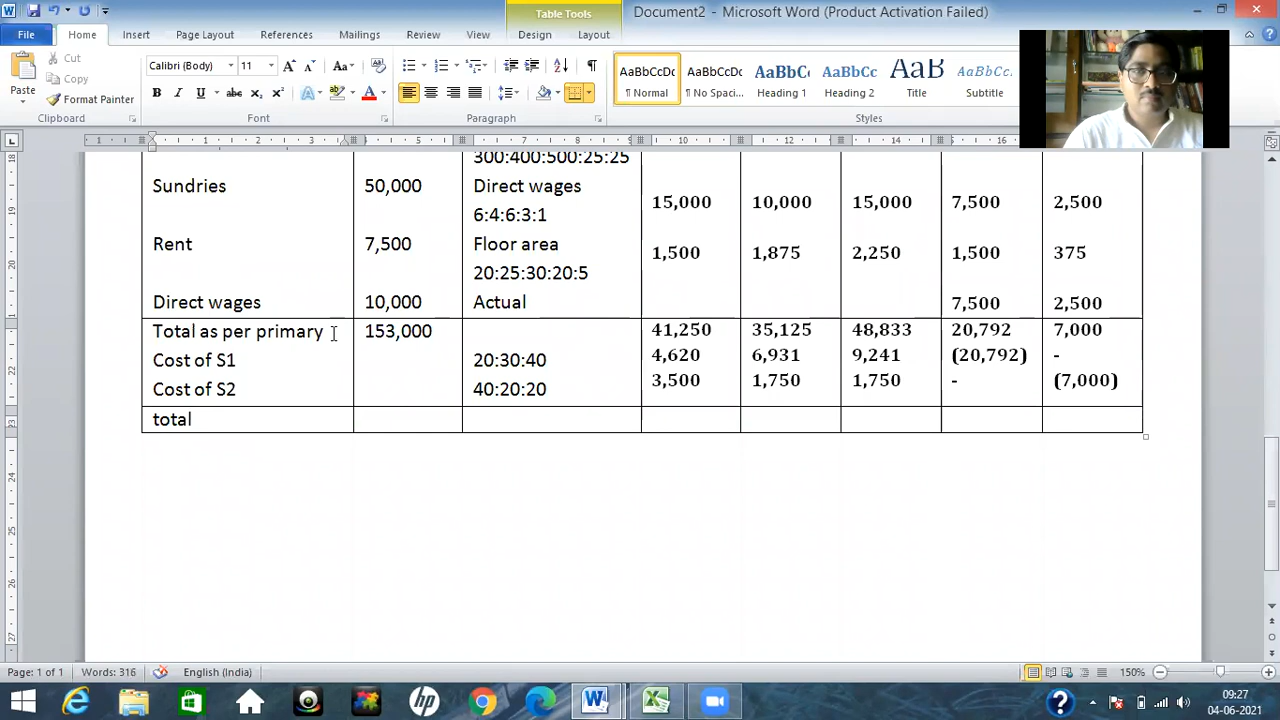 Table Tools
Document2 - Microsoft Word (Product Activation Failed)
File Home Insert Page Layout References Mailings Review View Design Layout
Cut
Copy
Format Painter
Paste
Calibri (Body) 11
AaBbCcDc AaBbCcDc AaBbCc AaBbCc AaB AaBbCcDc
¶ Normal ¶ No Spaci... Heading 1 Heading 2 Title Subtitle
Clipboard Font Paragraph Styles
300:400:500:25:25
Sundries 50,000 Direct wages
6:4:6:3:1 15,000 10,000 15,000 7,500 2,500
Rent 7,500 Floor area 1,500 1,875 2,250 1,500 375
20:25:30:20:5
Direct wages 10,000 Actual 7,500 2,500
Total as per primary 153,000 41,250 35,125 48,833 20,792 7,000
Cost of S1 20:30:40 4,620 6,931 9,241 (20,792) -
Cost of S2 40:20:20 3,500 1,750 1,750 - (7,000)
total
Page: 1 of 1 Words: 316 English (India) 150%
09:27
04-06-2021